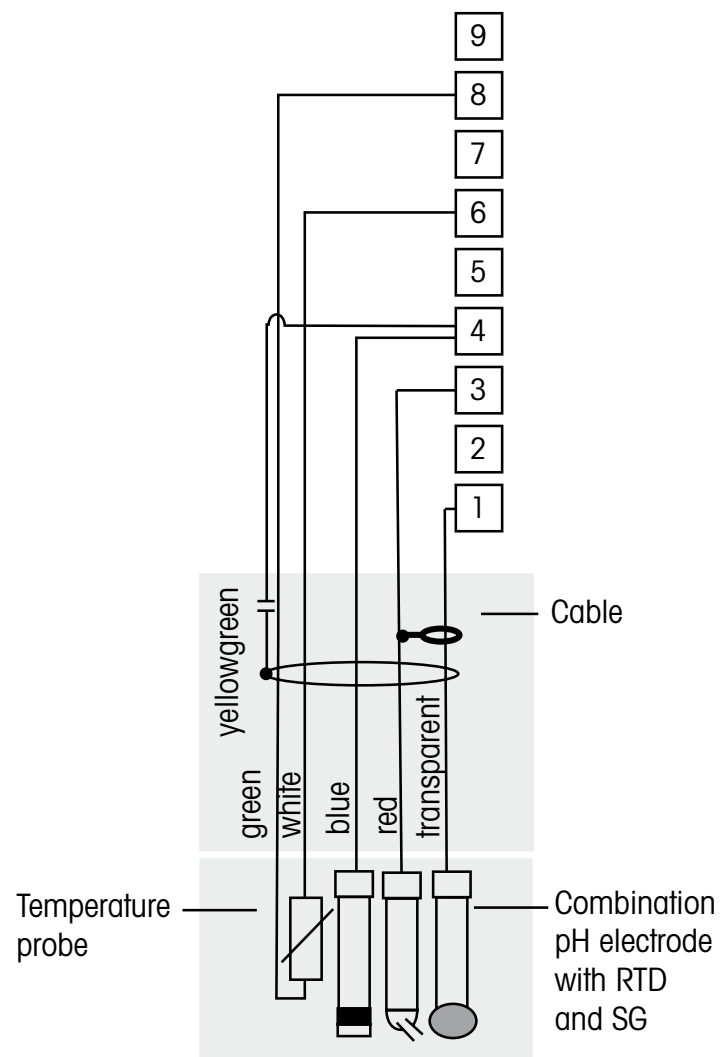 9
8
7
6
5
4
3
2
1
Cable
yellowgreen
green
white
blue
red
transparent
Temperature
probe
Combination
pH electrode
with RTD
and SG